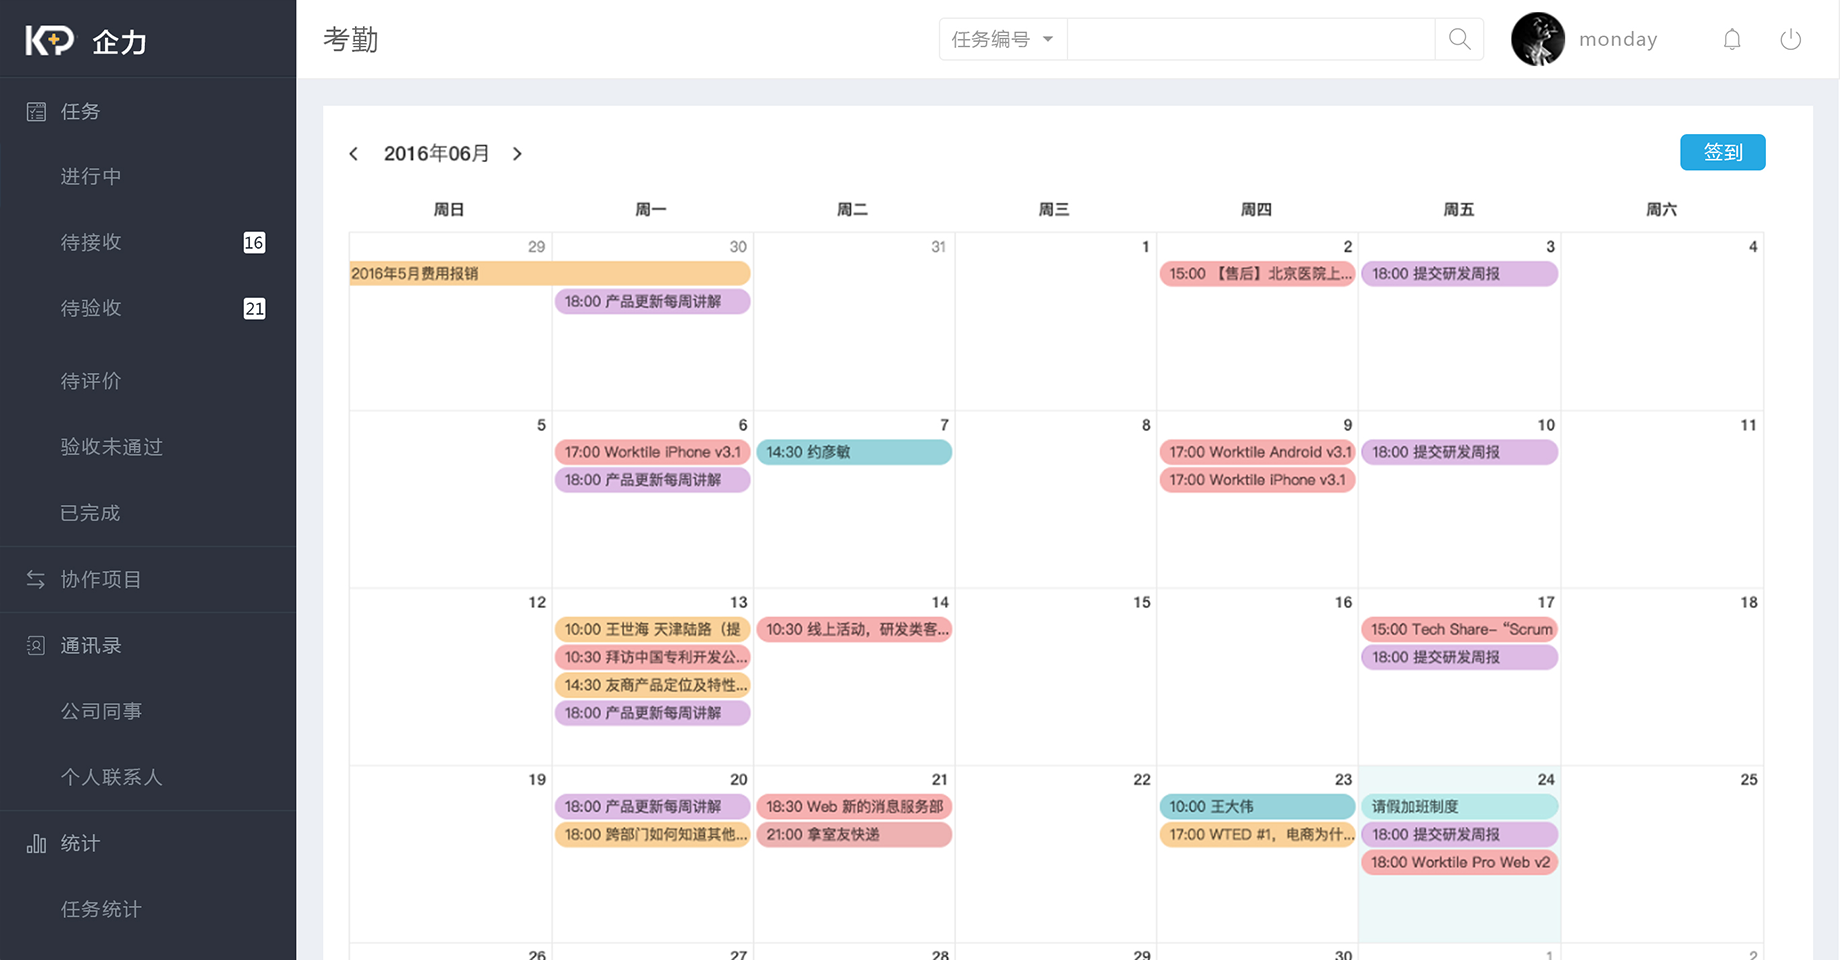 KP 企力
考勤
任务编号
monday
任务
进行中
待接收 16
待验收 21
待评价
验收未通过
已完成
协作项目
通讯录
公司同事
个人联系人
统计
任务统计
2016年06月
签到
周日 周一 周二 周三 周四 周五 周六
29 30 31 1 2 3 4
2016年5月费用报销
18:00 产品更新每周讲解
15:00 【售后】北京医院上...
18:00 提交研发周报
5 6 7 8 9 10 11
17:00 Worktile iPhone v3.1
18:00 产品更新每周讲解
14:30 约彦敏
17:00 Worktile Android v3.1
17:00 Worktile iPhone v3.1
18:00 提交研发周报
12 13 14 15 16 17 18
10:00 王世海 天津陆路（提
10:30 拜访中国专利开发公...
14:30 友商产品定位及特性...
18:00 产品更新每周讲解
10:30 线上活动，研发类客...
15:00 Tech Share- “Scrum
18:00 提交研发周报
19 20 21 22 23 24 25
18:00 产品更新每周讲解
18:00 跨部门如何知道其他...
18:30 Web 新的消息服务部
21:00 拿室友快递
10:00 王大伟
17:00 WTED #1，电商为什...
请假加班制度
18:00 提交研发周报
18:00 Worktile Pro Web v2
26 27 28 29 30 1 2